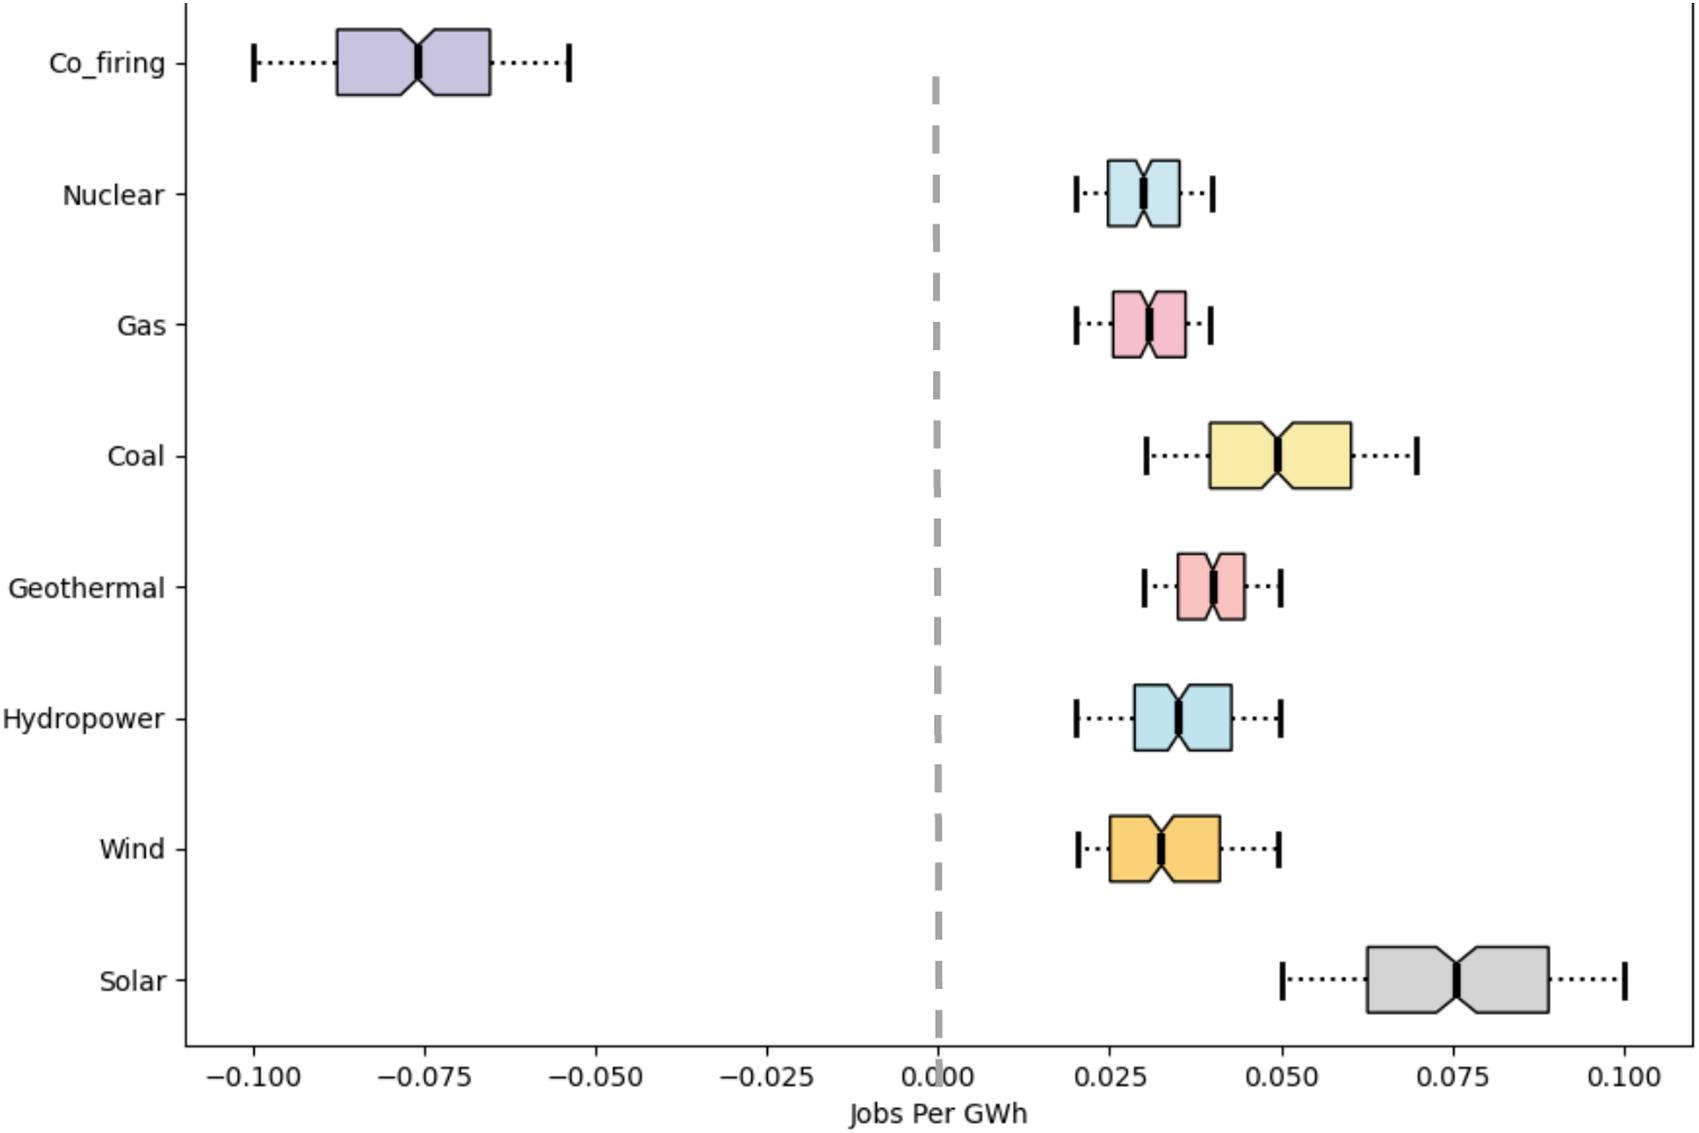 Co_firing
Nuclear
Gas
Coal
Geothermal
Hydropower
Wind
Solar
−0.100 −0.075 −0.050 −0.025 0.000 0.025 0.050 0.075 0.100
Jobs Per GWh